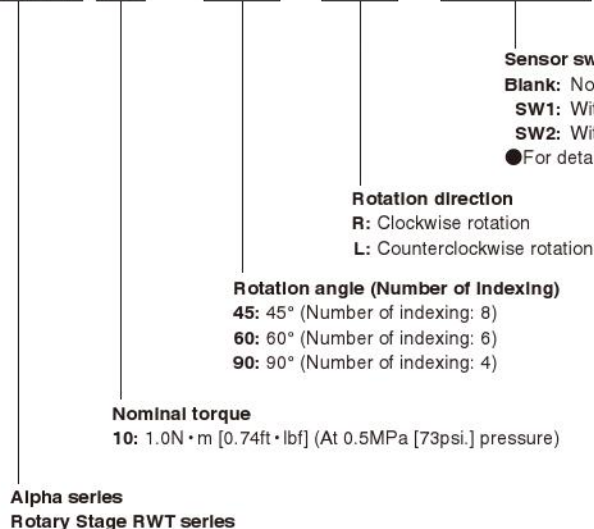 Sensor sw
Blank: No
SW1: Wi
SW2: Wi
●For deta
Rotation direction
R: Clockwise rotation
L: Counterclockwise rotation
Rotation angle (Number of indexing)
45: 45° (Number of indexing: 8)
60: 60° (Number of indexing: 6)
90: 90° (Number of indexing: 4)
Nominal torque
10: 1.0N・m [0.74ft・lbf] (At 0.5MPa [73psi.] pressure)
Alpha series
Rotary Stage RWT series